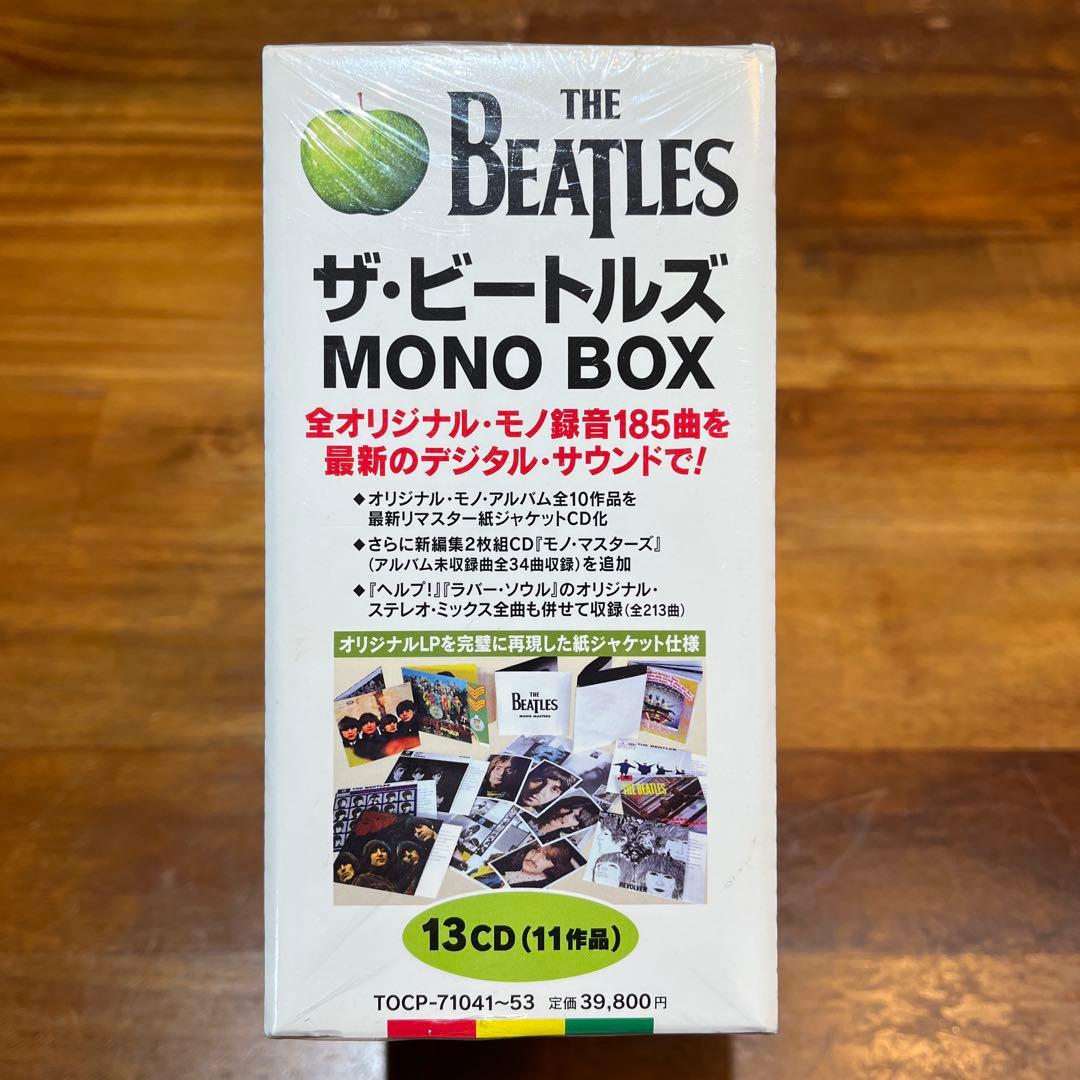 THE
BEATLES
ザ・ビートルズ
MONO BOX
全オリジナル・モノ録音185曲を
最新のデジタル・サウンドで!
◆オリジナル・モノ・アルバム全10作品を
最新リマスター紙ジャケットCD化
◆さらに新編集2枚組CD『モノ・マスターズ』
(アルバム未収録曲全34曲収録)を追加
◆『ヘルプ!』『ラバー・ソウル』のオリジナル・
ステレオ・ミックス全曲も併せて収録(全213曲)
オリジナルLPを完璧に再現した紙ジャケット仕様
THE
BEATLES
MONO MASTERS
THE BEATLES
THE BEATLES
REVOLVER
13CD(11作品)
TOCP-71041~53 定価39,800円